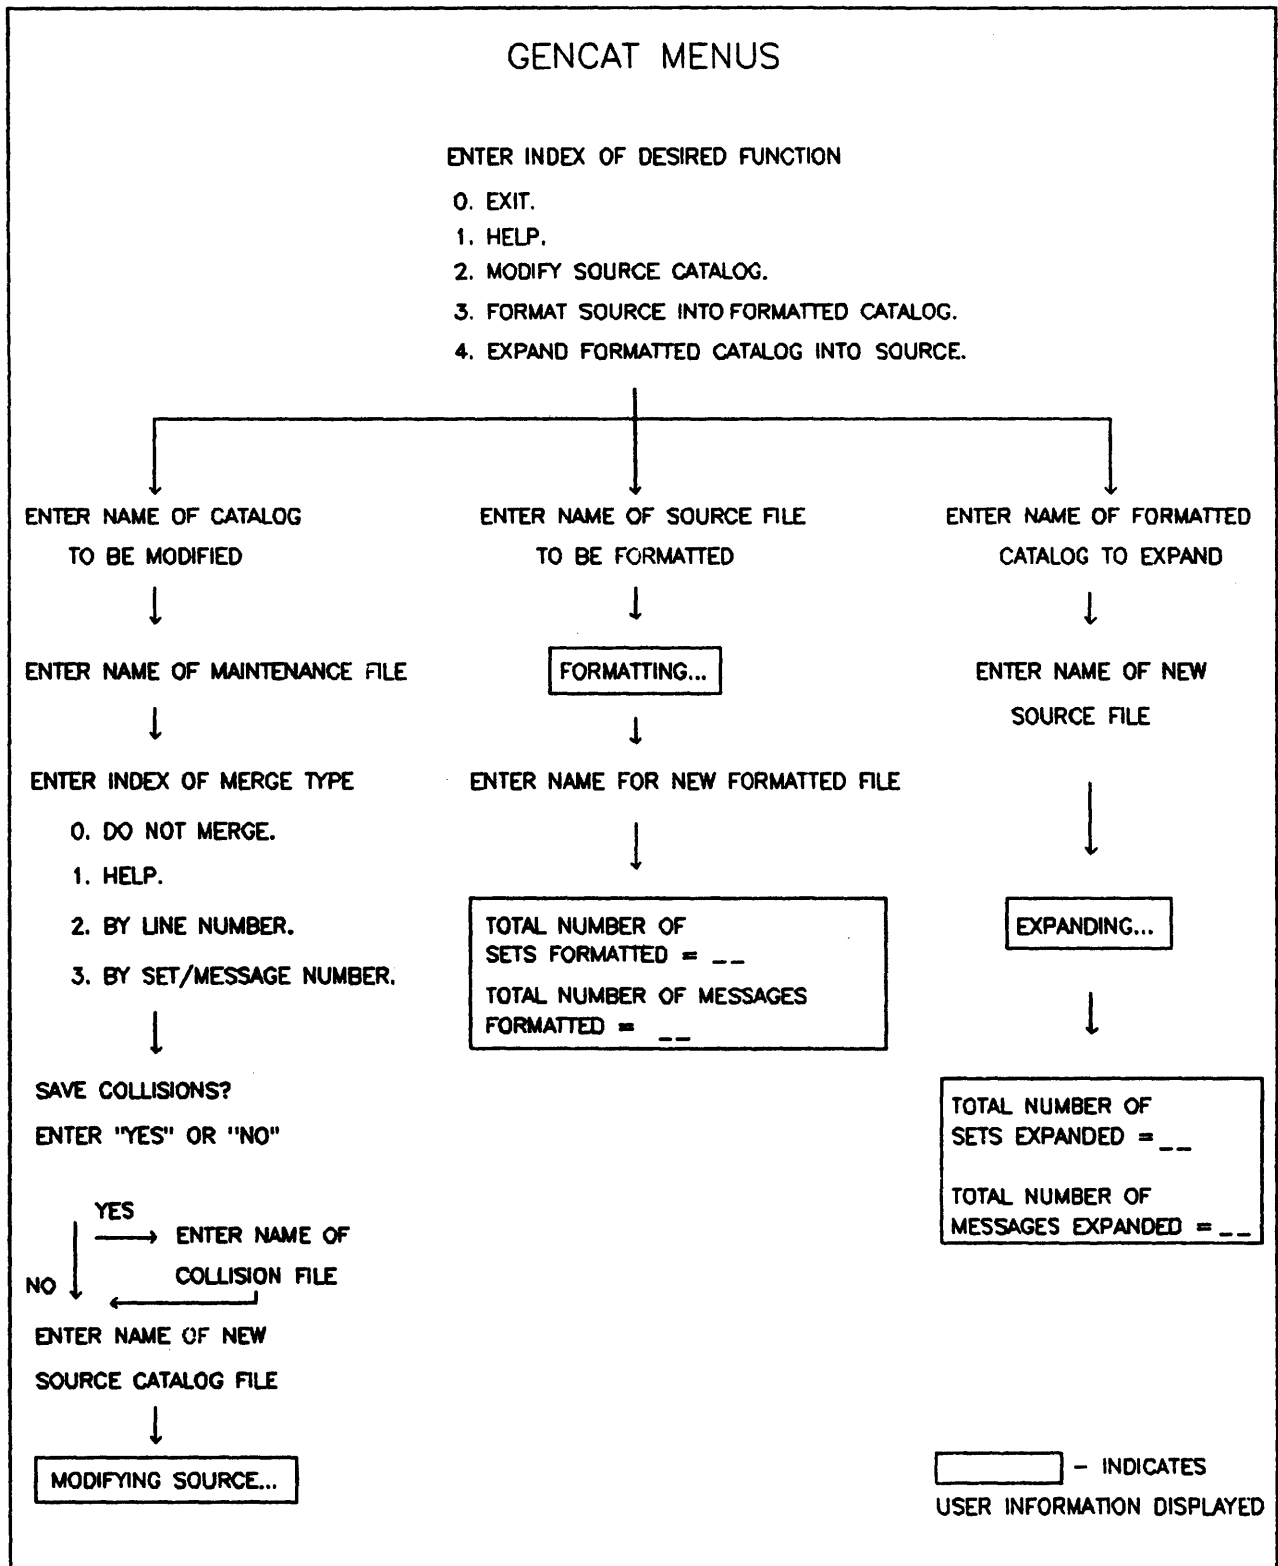 GENCAT MENUS
ENTER INDEX OF DESIRED FUNCTION
0. EXIT.
1. HELP.
2. MODIFY SOURCE CATALOG.
3. FORMAT SOURCE INTO FORMATTED CATALOG.
4. EXPAND FORMATTED CATALOG INTO SOURCE.
ENTER NAME OF CATALOG
TO BE MODIFIED
ENTER NAME OF MAINTENANCE FILE
ENTER INDEX OF MERGE TYPE
0. DO NOT MERGE.
1. HELP.
2. BY LINE NUMBER.
3. BY SET/MESSAGE NUMBER.
SAVE COLLISIONS?
ENTER "YES" OR "NO"
YES
ENTER NAME OF
COLLISION FILE
NO
ENTER NAME OF NEW
SOURCE CATALOG FILE
MODIFYING SOURCE...
ENTER NAME OF SOURCE FILE
TO BE FORMATTED
FORMATTING...
ENTER NAME FOR NEW FORMATTED FILE
TOTAL NUMBER OF
SETS FORMATTED = __
TOTAL NUMBER OF MESSAGES
FORMATTED = __
ENTER NAME OF FORMATTED
CATALOG TO EXPAND
ENTER NAME OF NEW
SOURCE FILE
EXPANDING...
TOTAL NUMBER OF
SETS EXPANDED = __
TOTAL NUMBER OF
MESSAGES EXPANDED = __
- INDICATES
USER INFORMATION DISPLAYED